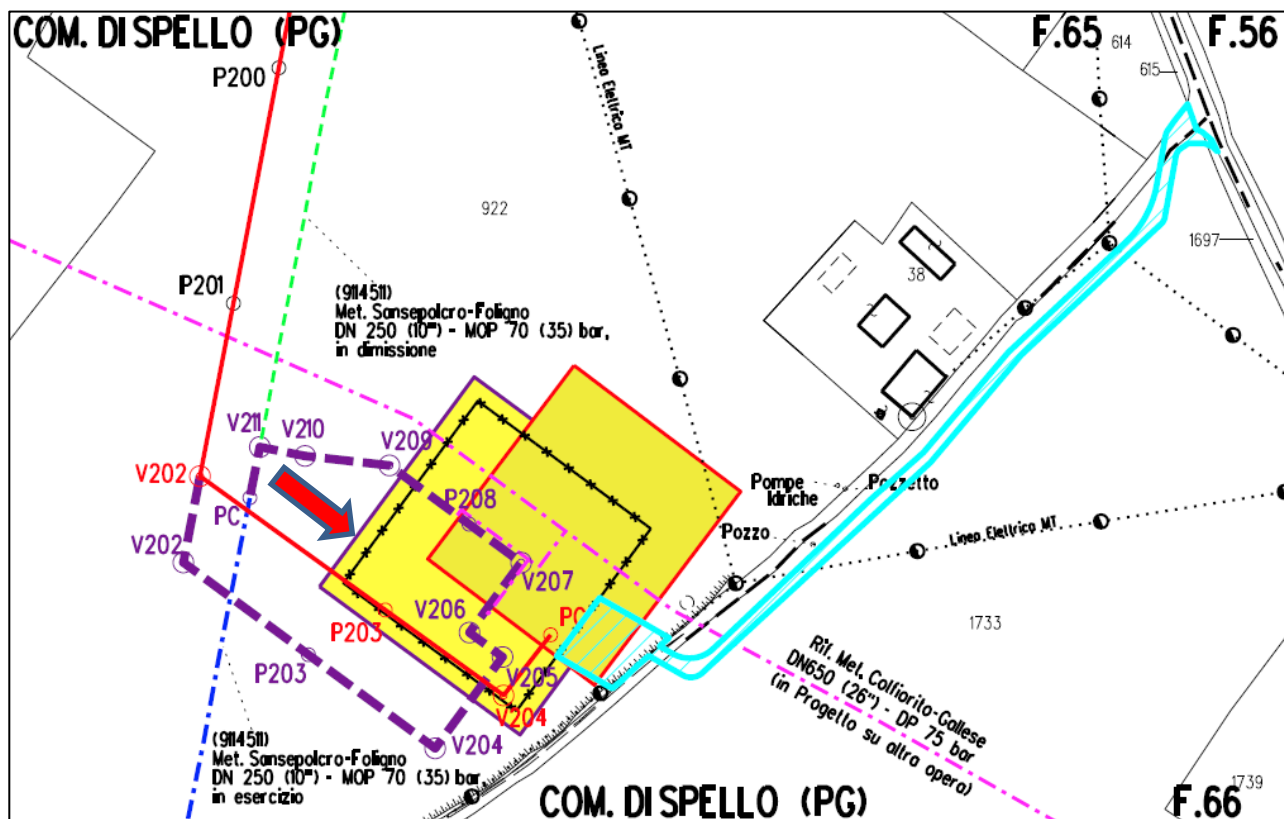 COM. DI SPELLO (PG)
F.65
F.56
614
615
P200
Linea Elettrica MT
922
1697
38
P201
(9114511)
Met. Sansepolcro-Foligno
DN 250 (10") - MOP 70 (35) bar,
in dimissione
V211
V210
V209
V202
PC
P208
Pompe
Idriche
Pozzetto
Pozzo
Linea Elettrica MT
V202
V207
V206
PC
P203
P203
V205
V204
V204
1733
Rif. Met. Colfiorito-Gallese
DN650 (26") - DP 75 bar
(in Progetto su altra opera)
(9114511)
Met. Sansepolcro-Foligno
DN 250 (10") - MOP 70 (35) bar
in esercizio
COM. DI SPELLO (PG)
F.66
1739